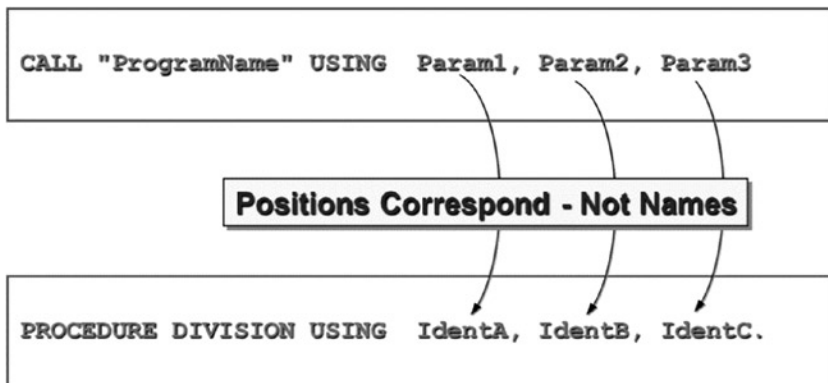 CALL "ProgramName" USING Param1, Param2, Param3
Positions Correspond - Not Names
PROCEDURE DIVISION USING IdentA, IdentB, IdentC.